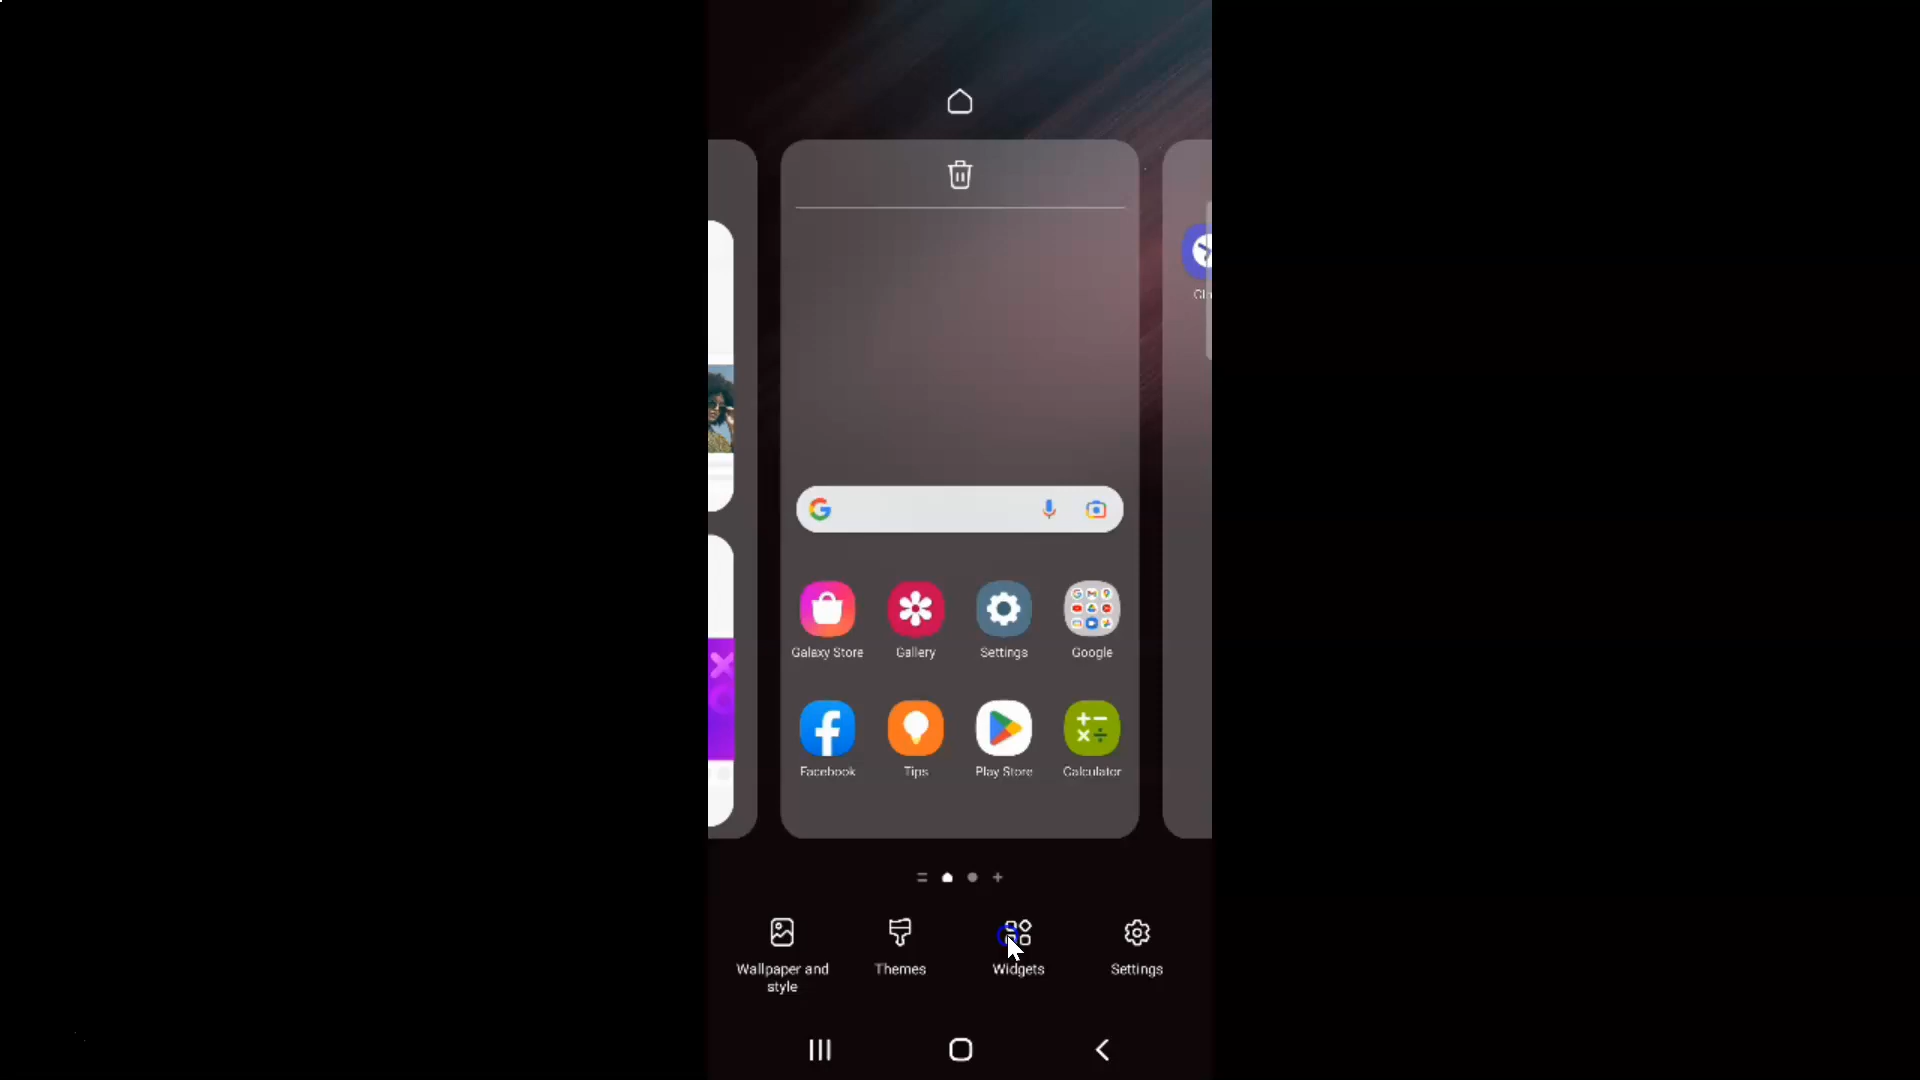 Galaxy Store
Gallery
Settings
Google
Facebook
Tips
Play Store
Calculator
Wallpaper and
style
Themes
Widgets
Settings